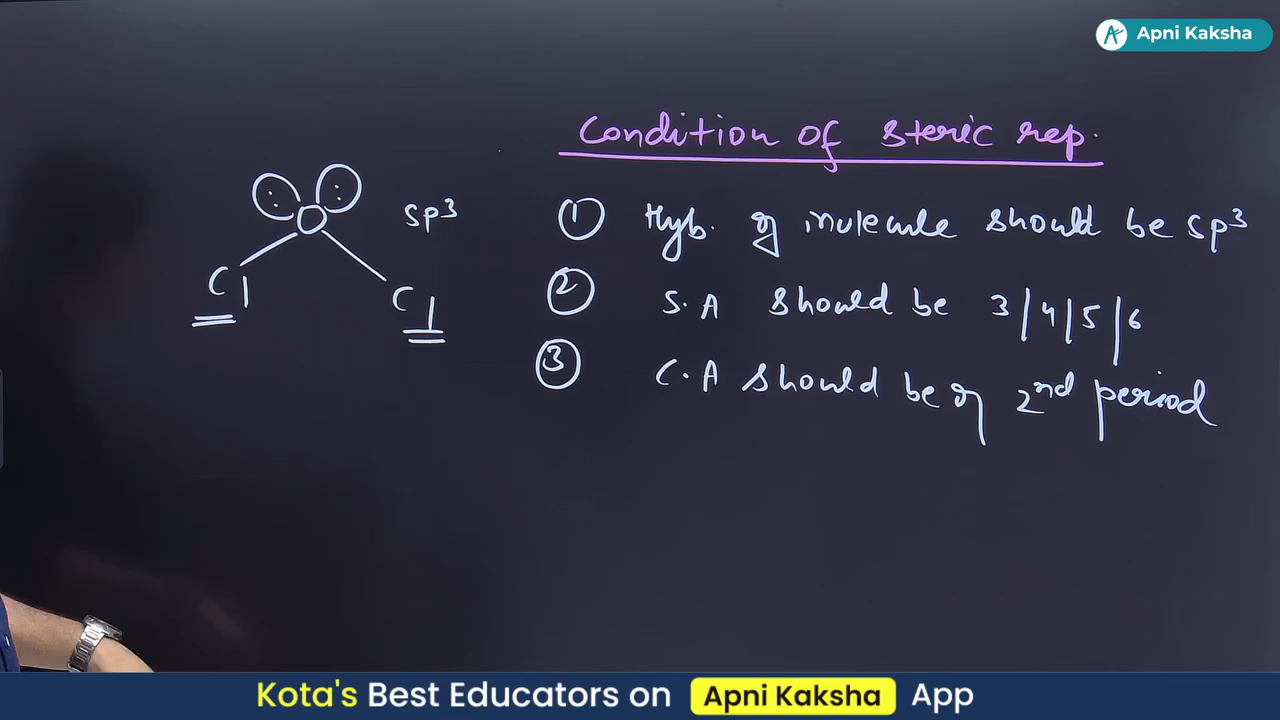 Apni Kaksha
Condition of steric rep.
① Hyb. of molecule should be sp³
② S.A should be 3/4/5/6
③ C.A should be of 2nd period
O sp³
Cl Cl
Kota's Best Educators on Apni Kaksha App